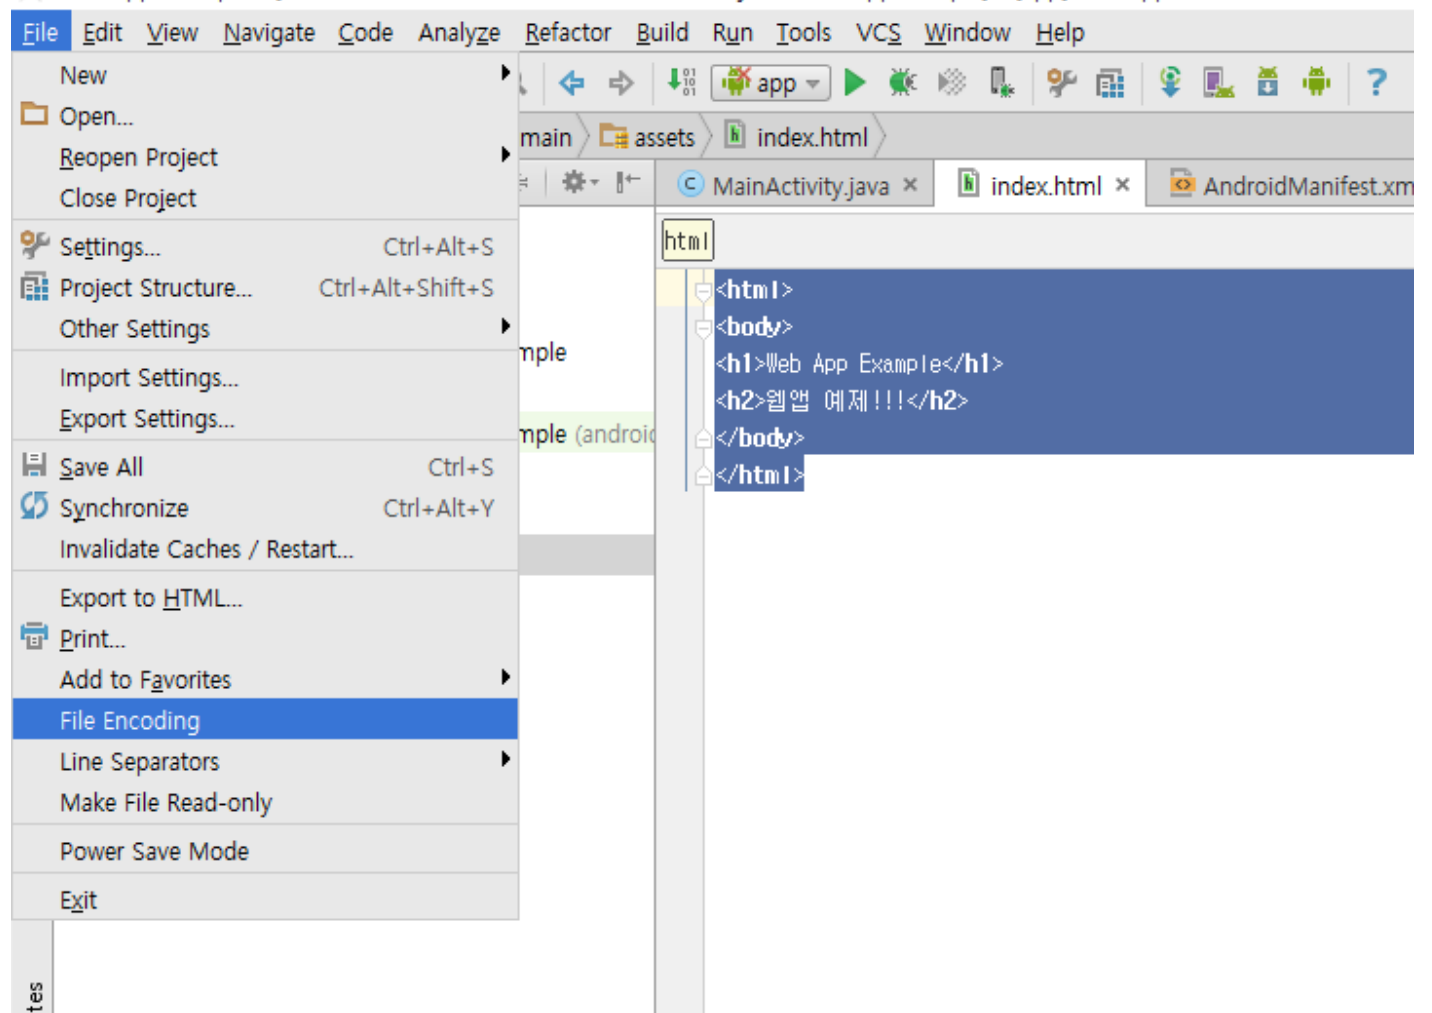 File Edit View Navigate Code Analyze Refactor Build Run Tools VCS Window Help
New
Open...
Reopen Project
Close Project
Settings... Ctrl+Alt+S
Project Structure... Ctrl+Alt+Shift+S
Other Settings
Import Settings...
Export Settings...
Save All Ctrl+S
Synchronize Ctrl+Alt+Y
Invalidate Caches / Restart...
Export to HTML...
Print...
Add to Favorites
File Encoding
Line Separators
Make File Read-only
Power Save Mode
Exit
app ?
main assets index.html
MainActivity.java × index.html × AndroidManifest.xm
html
mple
mple (androi
<html>
<body>
<h1>Web App Example</h1>
<h2>웹앱 예제!!!</h2>
</body>
</html>
tes